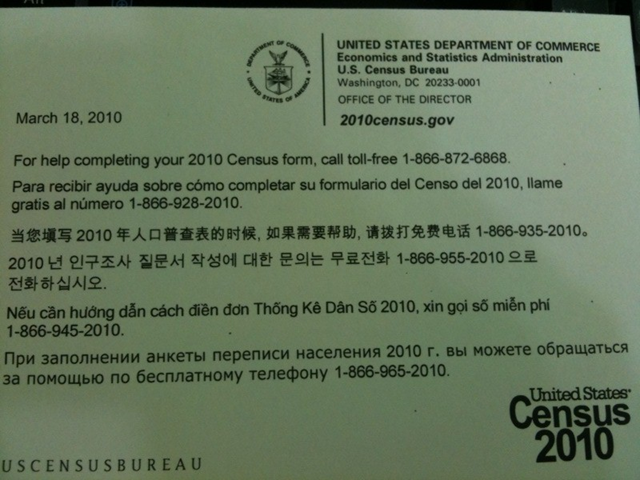 DEPARTMENT OF COMMERCE
UNITED STATES OF AMERICA
UNITED STATES DEPARTMENT OF COMMERCE
Economics and Statistics Administration
U.S. Census Bureau
Washington, DC 20233-0001
OFFICE OF THE DIRECTOR
2010census.gov
March 18, 2010
For help completing your 2010 Census form, call toll-free 1-866-872-6868.
Para recibir ayuda sobre cómo completar su formulario del Censo del 2010, llame
gratis al número 1-866-928-2010.
当您填写 2010 年人口普查表的时候, 如果需要帮助, 请拨打免费电话 1-866-935-2010。
2010 년 인구조사 질문서 작성에 대한 문의는 무료전화 1-866-955-2010 으로
전화하십시오.
Nếu cần hướng dẫn cách điền đơn Thống Kê Dân Số 2010, xin gọi số miễn phí
1-866-945-2010.
При заполнении анкеты переписи населения 2010 г. вы можете обращаться
за помощью по бесплатному телефону 1-866-965-2010.
United States
Census
2010
USCENSUSBUREAU